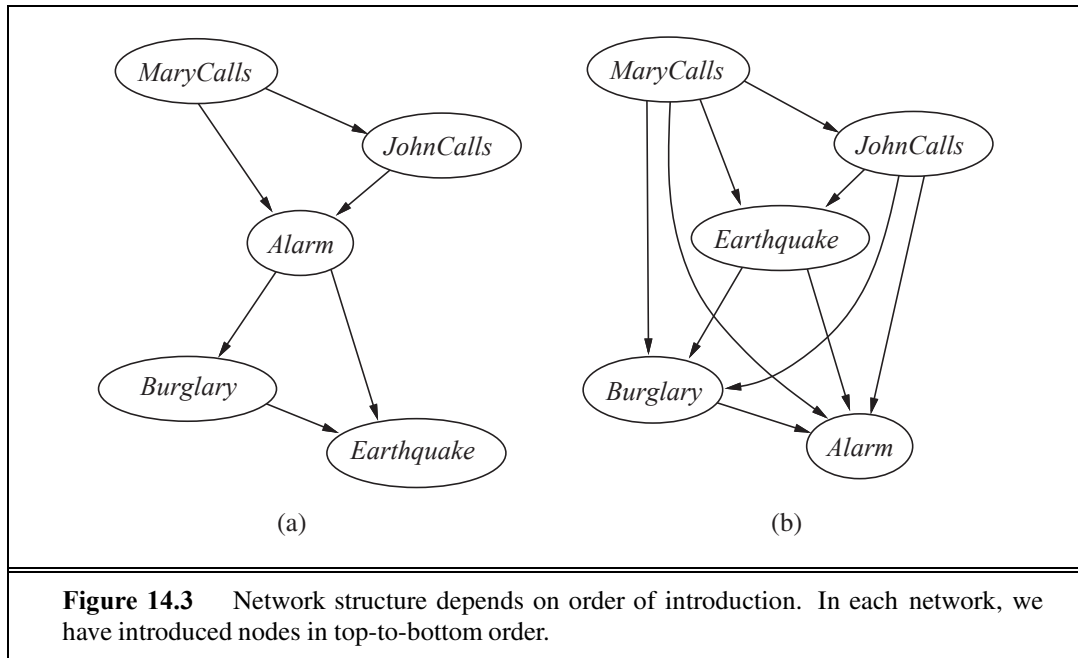 MaryCalls
JohnCalls
Alarm
Burglary
Earthquake
(a)
MaryCalls
JohnCalls
Earthquake
Burglary
Alarm
(b)
Figure 14.3 Network structure depends on order of introduction. In each network, we
have introduced nodes in top-to-bottom order.